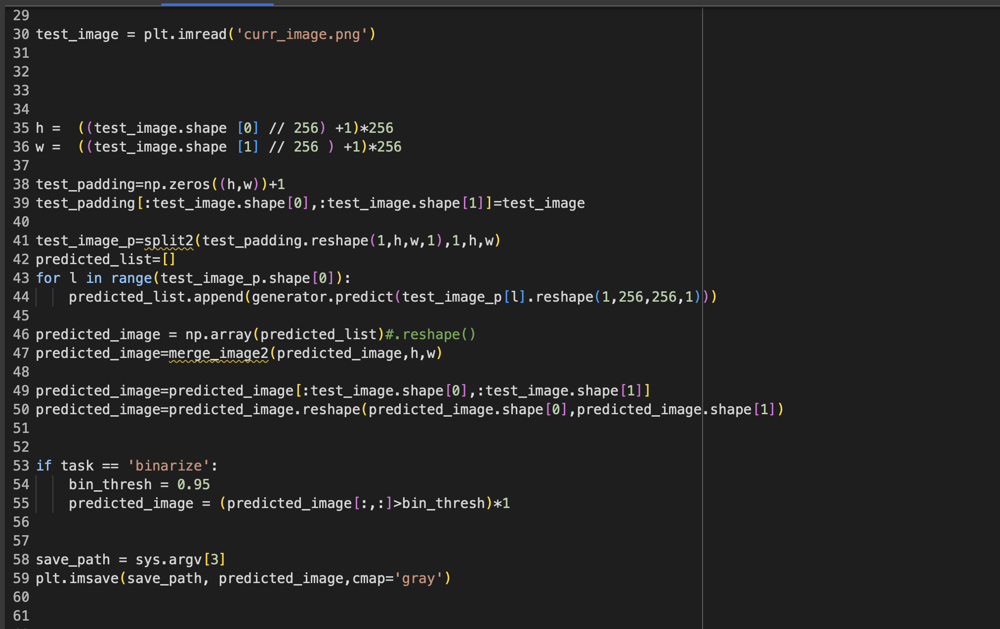 29
30 test_image = plt.imread('curr_image.png')
31
32
33
34
35 h =  ((test_image.shape [0] // 256) +1)*256
36 w =  ((test_image.shape [1] // 256 ) +1)*256
37
38 test_padding=np.zeros((h,w))+1
39 test_padding[:test_image.shape[0],:test_image.shape[1]]=test_image
40
41 test_image_p=split2(test_padding.reshape(1,h,w,1),1,h,w)
42 predicted_list=[]
43 for l in range(test_image_p.shape[0]):
44     predicted_list.append(generator.predict(test_image_p[l].reshape(1,256,256,1)))
45
46 predicted_image = np.array(predicted_list)#.reshape()
47 predicted_image=merge_image2(predicted_image,h,w)
48
49 predicted_image=predicted_image[:test_image.shape[0],:test_image.shape[1]]
50 predicted_image=predicted_image.reshape(predicted_image.shape[0],predicted_image.shape[1])
51
52
53 if task == 'binarize':
54     bin_thresh = 0.95
55     predicted_image = (predicted_image[:,:]>bin_thresh)*1
56
57
58 save_path = sys.argv[3]
59 plt.imsave(save_path, predicted_image,cmap='gray')
60
61